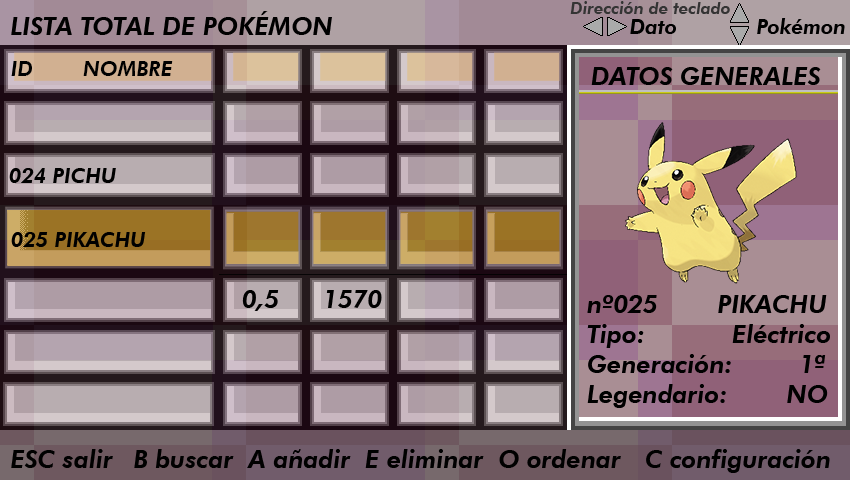 LISTA TOTAL DE POKÉMON
Dirección de teclado
Dato
Pokémon
ID NOMBRE
024 PICHU
025 PIKACHU
0,5 1570
DATOS GENERALES
nº025 PIKACHU
Tipo: Eléctrico
Generación: 1ª
Legendario: NO
ESC salir B buscar A añadir E eliminar O ordenar C configuración